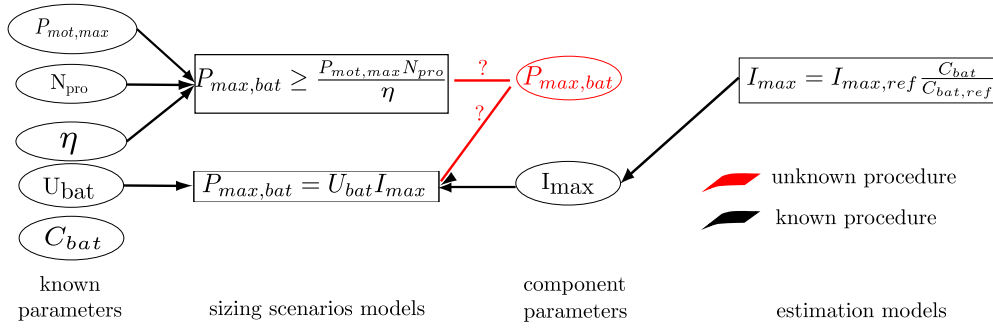 P_{mot,max}
N_{pro}
η
U_{bat}
C_{bat}
known
parameters
P_{max,bat} ≥ \frac{P_{mot,max} N_{pro}}{η}
P_{max,bat} = U_{bat} I_{max}
sizing scenarios models
?
?
P_{max,bat}
I_{max}
component
parameters
I_{max} = I_{max,ref} \frac{C_{bat}}{C_{bat,ref}}
unknown procedure
known procedure
estimation models